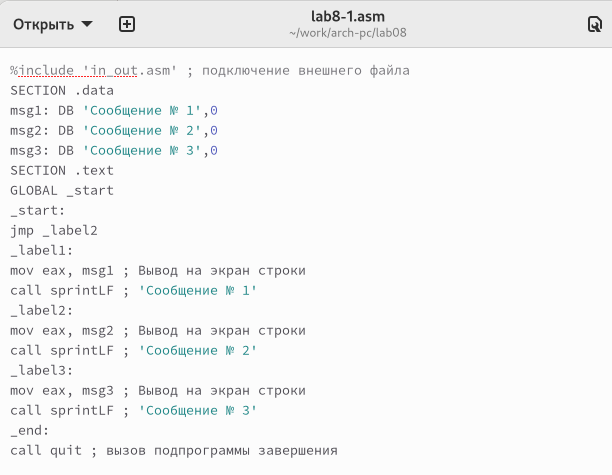 Открыть
lab8-1.asm
~/work/arch-pc/lab08
%include 'in_out.asm' ; подключение внешнего файла
SECTION .data
msg1: DB 'Сообщение № 1',0
msg2: DB 'Сообщение № 2',0
msg3: DB 'Сообщение № 3',0
SECTION .text
GLOBAL _start
_start:
jmp _label2
_label1:
mov eax, msg1 ; Вывод на экран строки
call sprintLF ; 'Сообщение № 1'
_label2:
mov eax, msg2 ; Вывод на экран строки
call sprintLF ; 'Сообщение № 2'
_label3:
mov eax, msg3 ; Вывод на экран строки
call sprintLF ; 'Сообщение № 3'
_end:
call quit ; вызов подпрограммы завершения